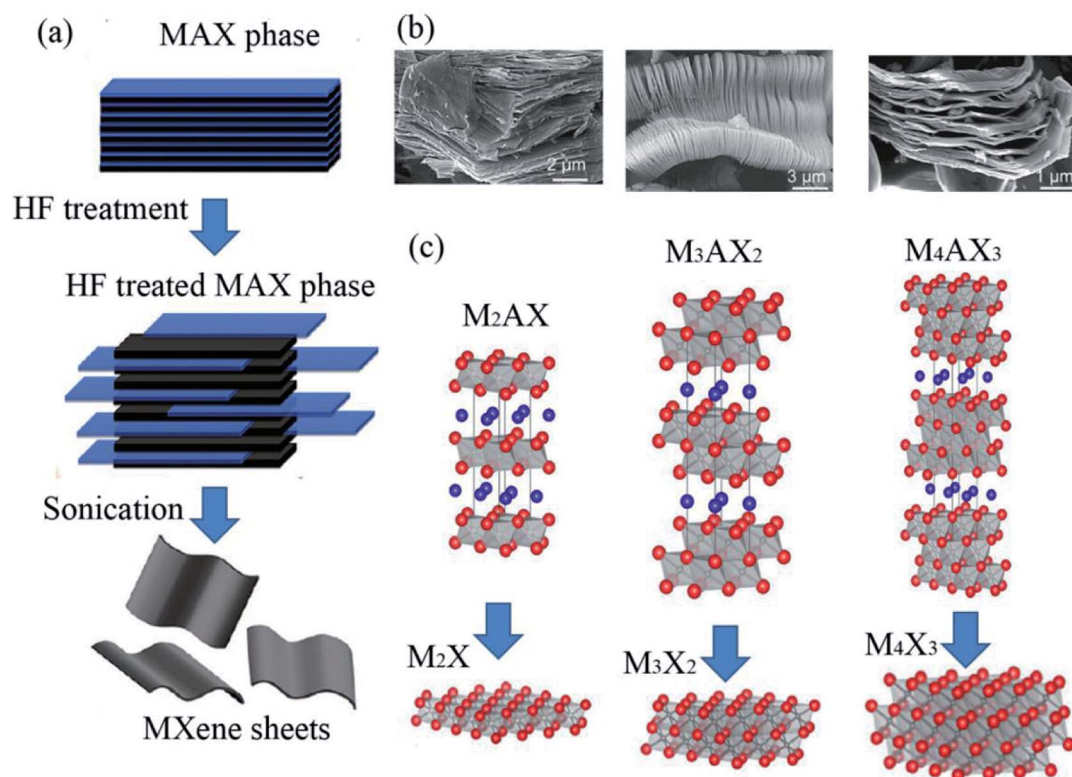 (a)
MAX phase
HF treatment
HF treated MAX phase
Sonication
MXene sheets
(b)
2 µm
3 µm
1 µm
(c)
M₂AX
M₃AX₂
M₄AX₃
M₂X
M₃X₂
M₄X₃